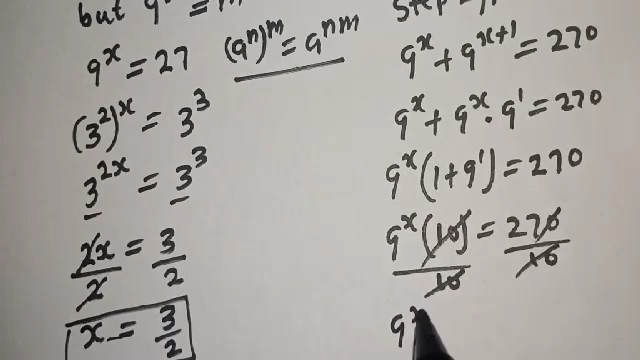 but 9
9^x = 27 (a^n)^m = a^nm
(3^2)^x = 3^3
3^2x = 3^3
2x/2 = 3/2
x = 3/2
Step
9^x + 9^x+1 = 270
9^x + 9^x . 9^1 = 270
9^x (1 + 9^1) = 270
9^x (10)/10 = 270/10
9^x